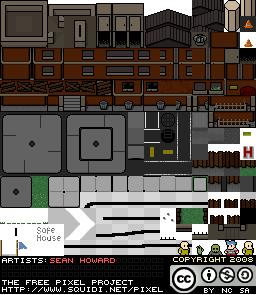 H
Safe
House
ARTISTS: SEAN HOWARD
COPYRIGHT 2008
THE FREE PIXEL PROJECT
HTTP://WWW.SQUIDI.NET/PIXEL
CC
BY NC SA